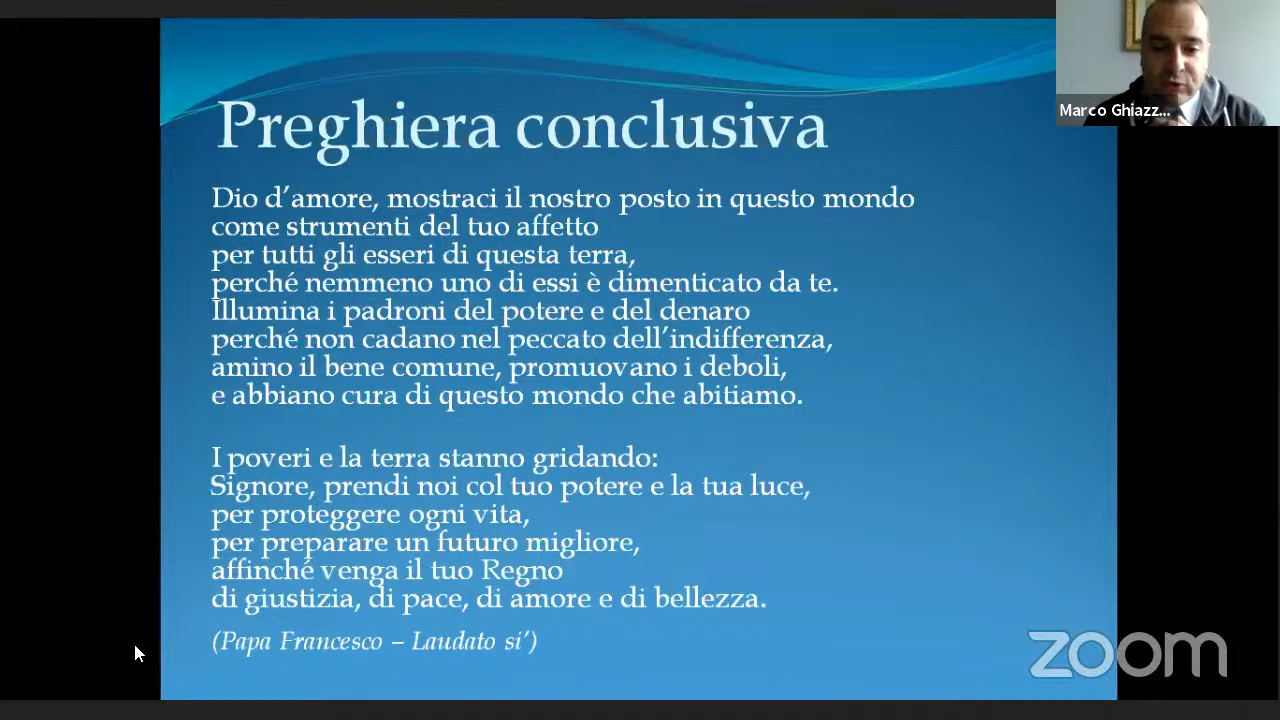 Marco Ghiazz...
Preghiera conclusiva
Dio d’amore, mostraci il nostro posto in questo mondo
come strumenti del tuo affetto
per tutti gli esseri di questa terra,
perché nemmeno uno di essi è dimenticato da te.
Illumina i padroni del potere e del denaro
perché non cadano nel peccato dell’indifferenza,
amino il bene comune, promuovano i deboli,
e abbiano cura di questo mondo che abitiamo.
I poveri e la terra stanno gridando:
Signore, prendi noi col tuo potere e la tua luce,
per proteggere ogni vita,
per preparare un futuro migliore,
affinché venga il tuo Regno
di giustizia, di pace, di amore e di bellezza.
(Papa Francesco – Laudato si’)
zoom